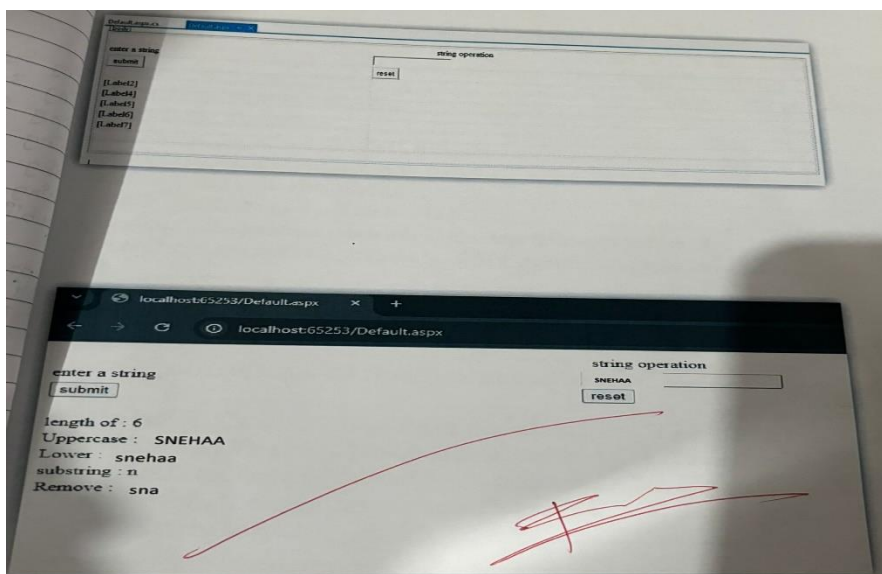 Default.aspx.cs
enter a string
string operation
submit
reset
[Label2]
[Label4]
[Label5]
[Label6]
[Label7]
localhost:65253/Default.aspx × +
localhost:65253/Default.aspx
enter a string
string operation
SNEHAA
submit
reset
length of : 6
Uppercase : SNEHAA
Lower : snehaa
substring : n
Remove : sna